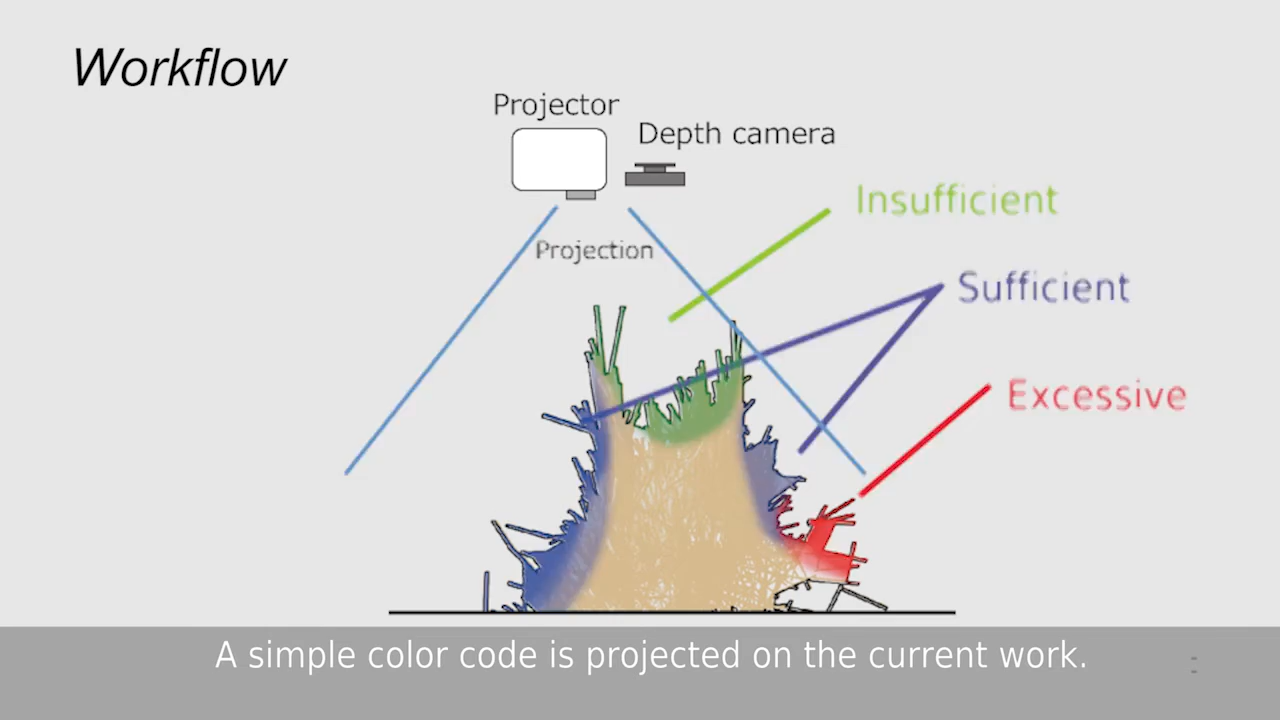 Workflow
Projector
Depth camera
Insufficient
Projection
Sufficient
Excessive
A simple color code is projected on the current work.